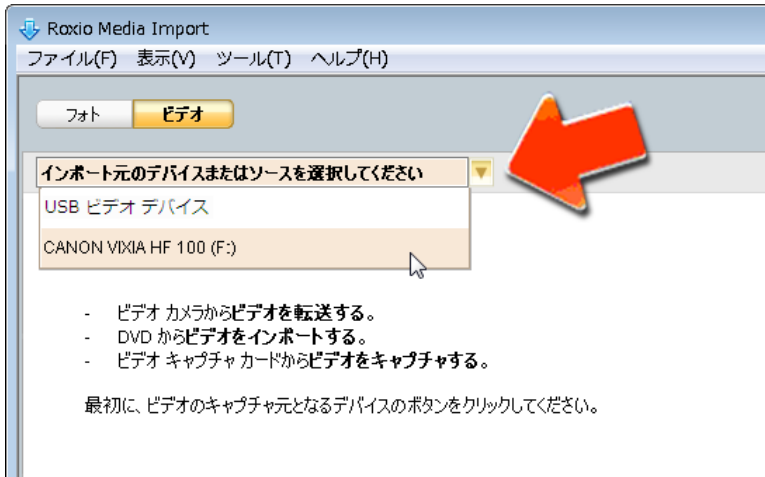 Roxio Media Import
ファイル(F) 表示(V) ツール(T) ヘルプ(H)
フォト ビデオ
インポート元のデバイスまたはソースを選択してください
USB ビデオ デバイス
CANON VIXIA HF 100 (F:)
- ビデオ カメラからビデオを転送する。
- DVD からビデオをインポートする。
- ビデオ キャプチャ カードからビデオをキャプチャする。
最初に、ビデオのキャプチャ元となるデバイスのボタンをクリックしてください。